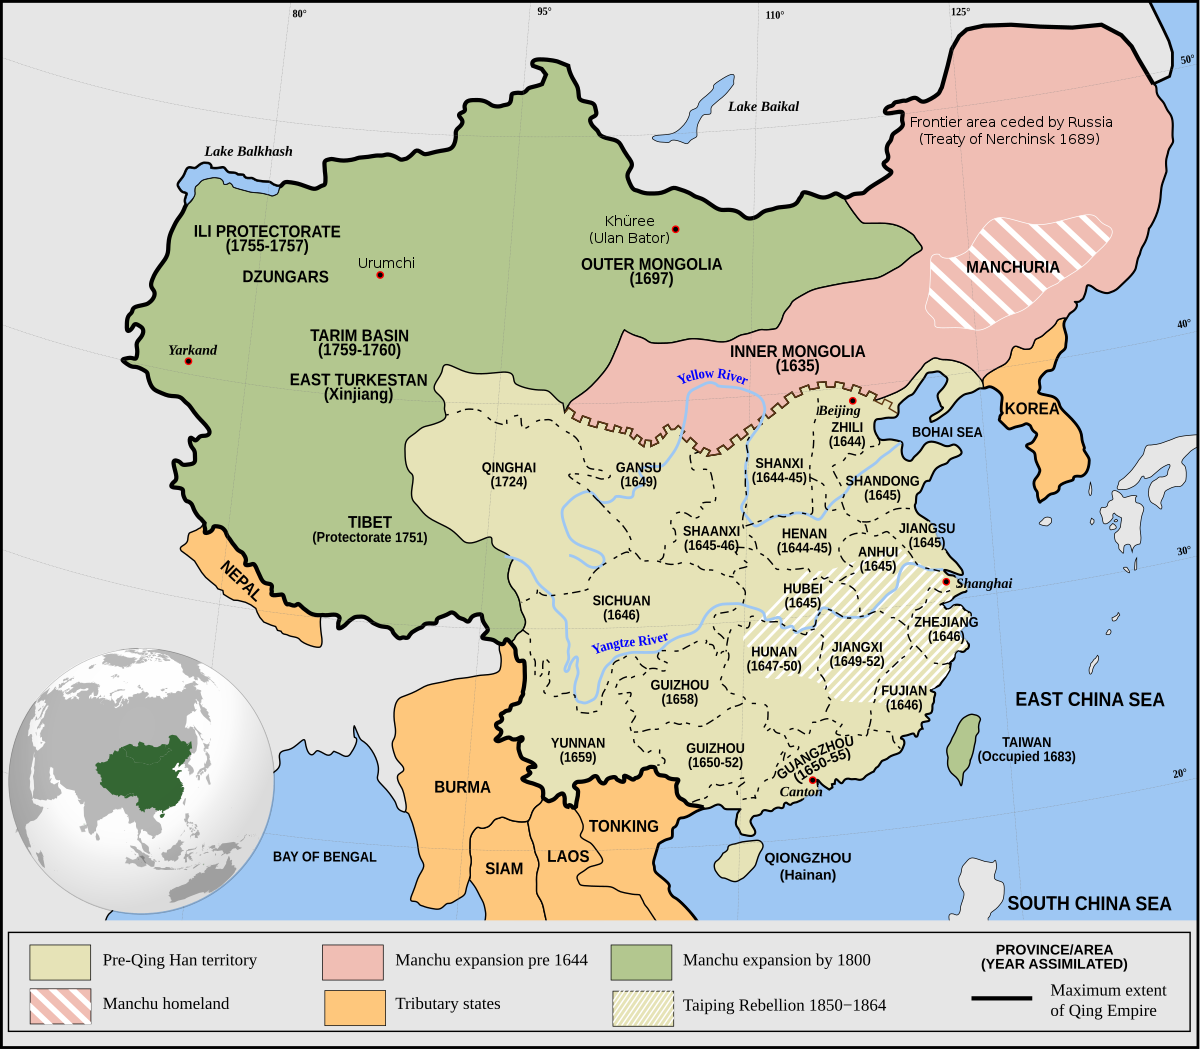 80°
95°
110°
125°
50°
40°
30°
20°
Lake Baikal
Lake Balkhash
Frontier area ceded by Russia
(Treaty of Nerchinsk 1689)
ILI PROTECTORATE
(1755-1757)
DZUNGARS
Urumchi
Khüree
(Ulan Bator)
OUTER MONGOLIA
(1697)
MANCHURIA
TARIM BASIN
(1759-1760)
Yarkand
EAST TURKESTAN
(Xinjiang)
INNER MONGOLIA
(1635)
Yellow River
Beijing
ZHILI
(1644)
KOREA
BOHAI SEA
QINGHAI
(1724)
GANSU
(1649)
SHANXI
(1644-45)
SHANDONG
(1645)
TIBET
(Protectorate 1751)
SHAANXI
(1645-46)
HENAN
(1644-45)
JIANGSU
(1645)
ANHUI
(1645)
NEPAL
SICHUAN
(1646)
HUBEI
(1645)
Shanghai
ZHEJIANG
(1646)
Yangtze River
HUNAN
(1647-50)
JIANGXI
(1649-52)
GUIZHOU
(1658)
FUJIAN
(1646)
EAST CHINA SEA
YUNNAN
(1659)
GUIZHOU
(1650-52)
GUANGZHOU
(1650-55)
Canton
TAIWAN
(Occupied 1683)
BURMA
TONKING
BAY OF BENGAL
SIAM
LAOS
QIONGZHOU
(Hainan)
SOUTH CHINA SEA
Pre-Qing Han territory
Manchu expansion pre 1644
Manchu expansion by 1800
PROVINCE/AREA
(YEAR ASSIMILATED)
Manchu homeland
Tributary states
Taiping Rebellion 1850−1864
Maximum extent
of Qing Empire